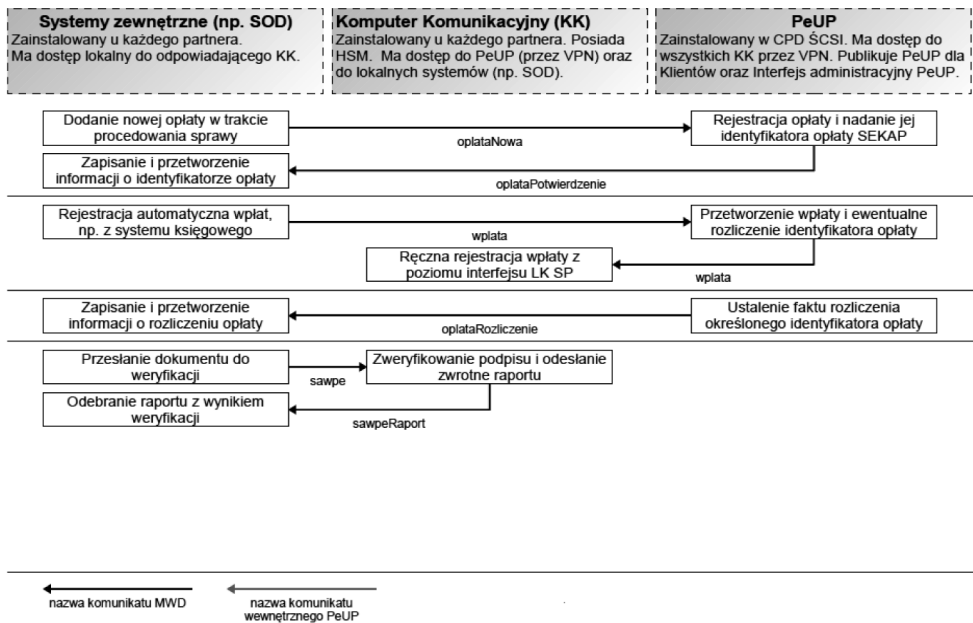 Systemy zewnętrzne (np. SOD)
Zainstalowany u każdego partnera.
Ma dostęp lokalny do odpowiadającego KK.
Komputer Komunikacyjny (KK)
Zainstalowany u każdego partnera. Posiada
HSM. Ma dostęp do PeUP (przez VPN) oraz
do lokalnych systemów (np. SOD).
PeUP
Zainstalowany w CPD ŚCSI. Ma dostęp do
wszystkich KK przez VPN. Publikuje PeUP dla
Klientów oraz Interfejs administracyjny PeUP.
Dodanie nowej opłaty w trakcie
procedowania sprawy
oplataNowa
Rejestracja opłaty i nadanie jej
identyfikatora opłaty SEKAP
Zapisanie i przetworzenie
informacji o identyfikatorze opłaty
oplataPotwierdzenie
Rejestracja automatyczna wpłat,
np. z systemu księgowego
wplata
Przetworzenie wpłaty i ewentualne
rozliczenie identyfikatora opłaty
Ręczna rejestracja wpłaty z
poziomu interfejsu LK SP
wplata
Zapisanie i przetworzenie
informacji o rozliczeniu opłaty
oplataRozliczenie
Ustalenie faktu rozliczenia
określonego identyfikatora opłaty
Przesłanie dokumentu do
weryfikacji
sawpe
Zweryfikowanie podpisu i odesłanie
zwrotne raportu
Odebranie raportu z wynikiem
weryfikacji
sawpeRaport
nazwa komunikatu MWD
nazwa komunikatu
wewnętrznego PeUP